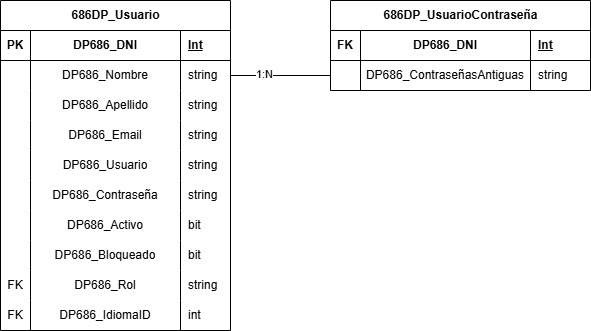 686DP_Usuario
PK DP686_DNI Int
DP686_Nombre string
DP686_Apellido string
DP686_Email string
DP686_Usuario string
DP686_Contraseña string
DP686_Activo bit
DP686_Bloqueado bit
FK DP686_Rol string
FK DP686_IdiomaID int
1:N
686DP_UsuarioContraseña
FK DP686_DNI Int
DP686_ContraseñasAntiguas string